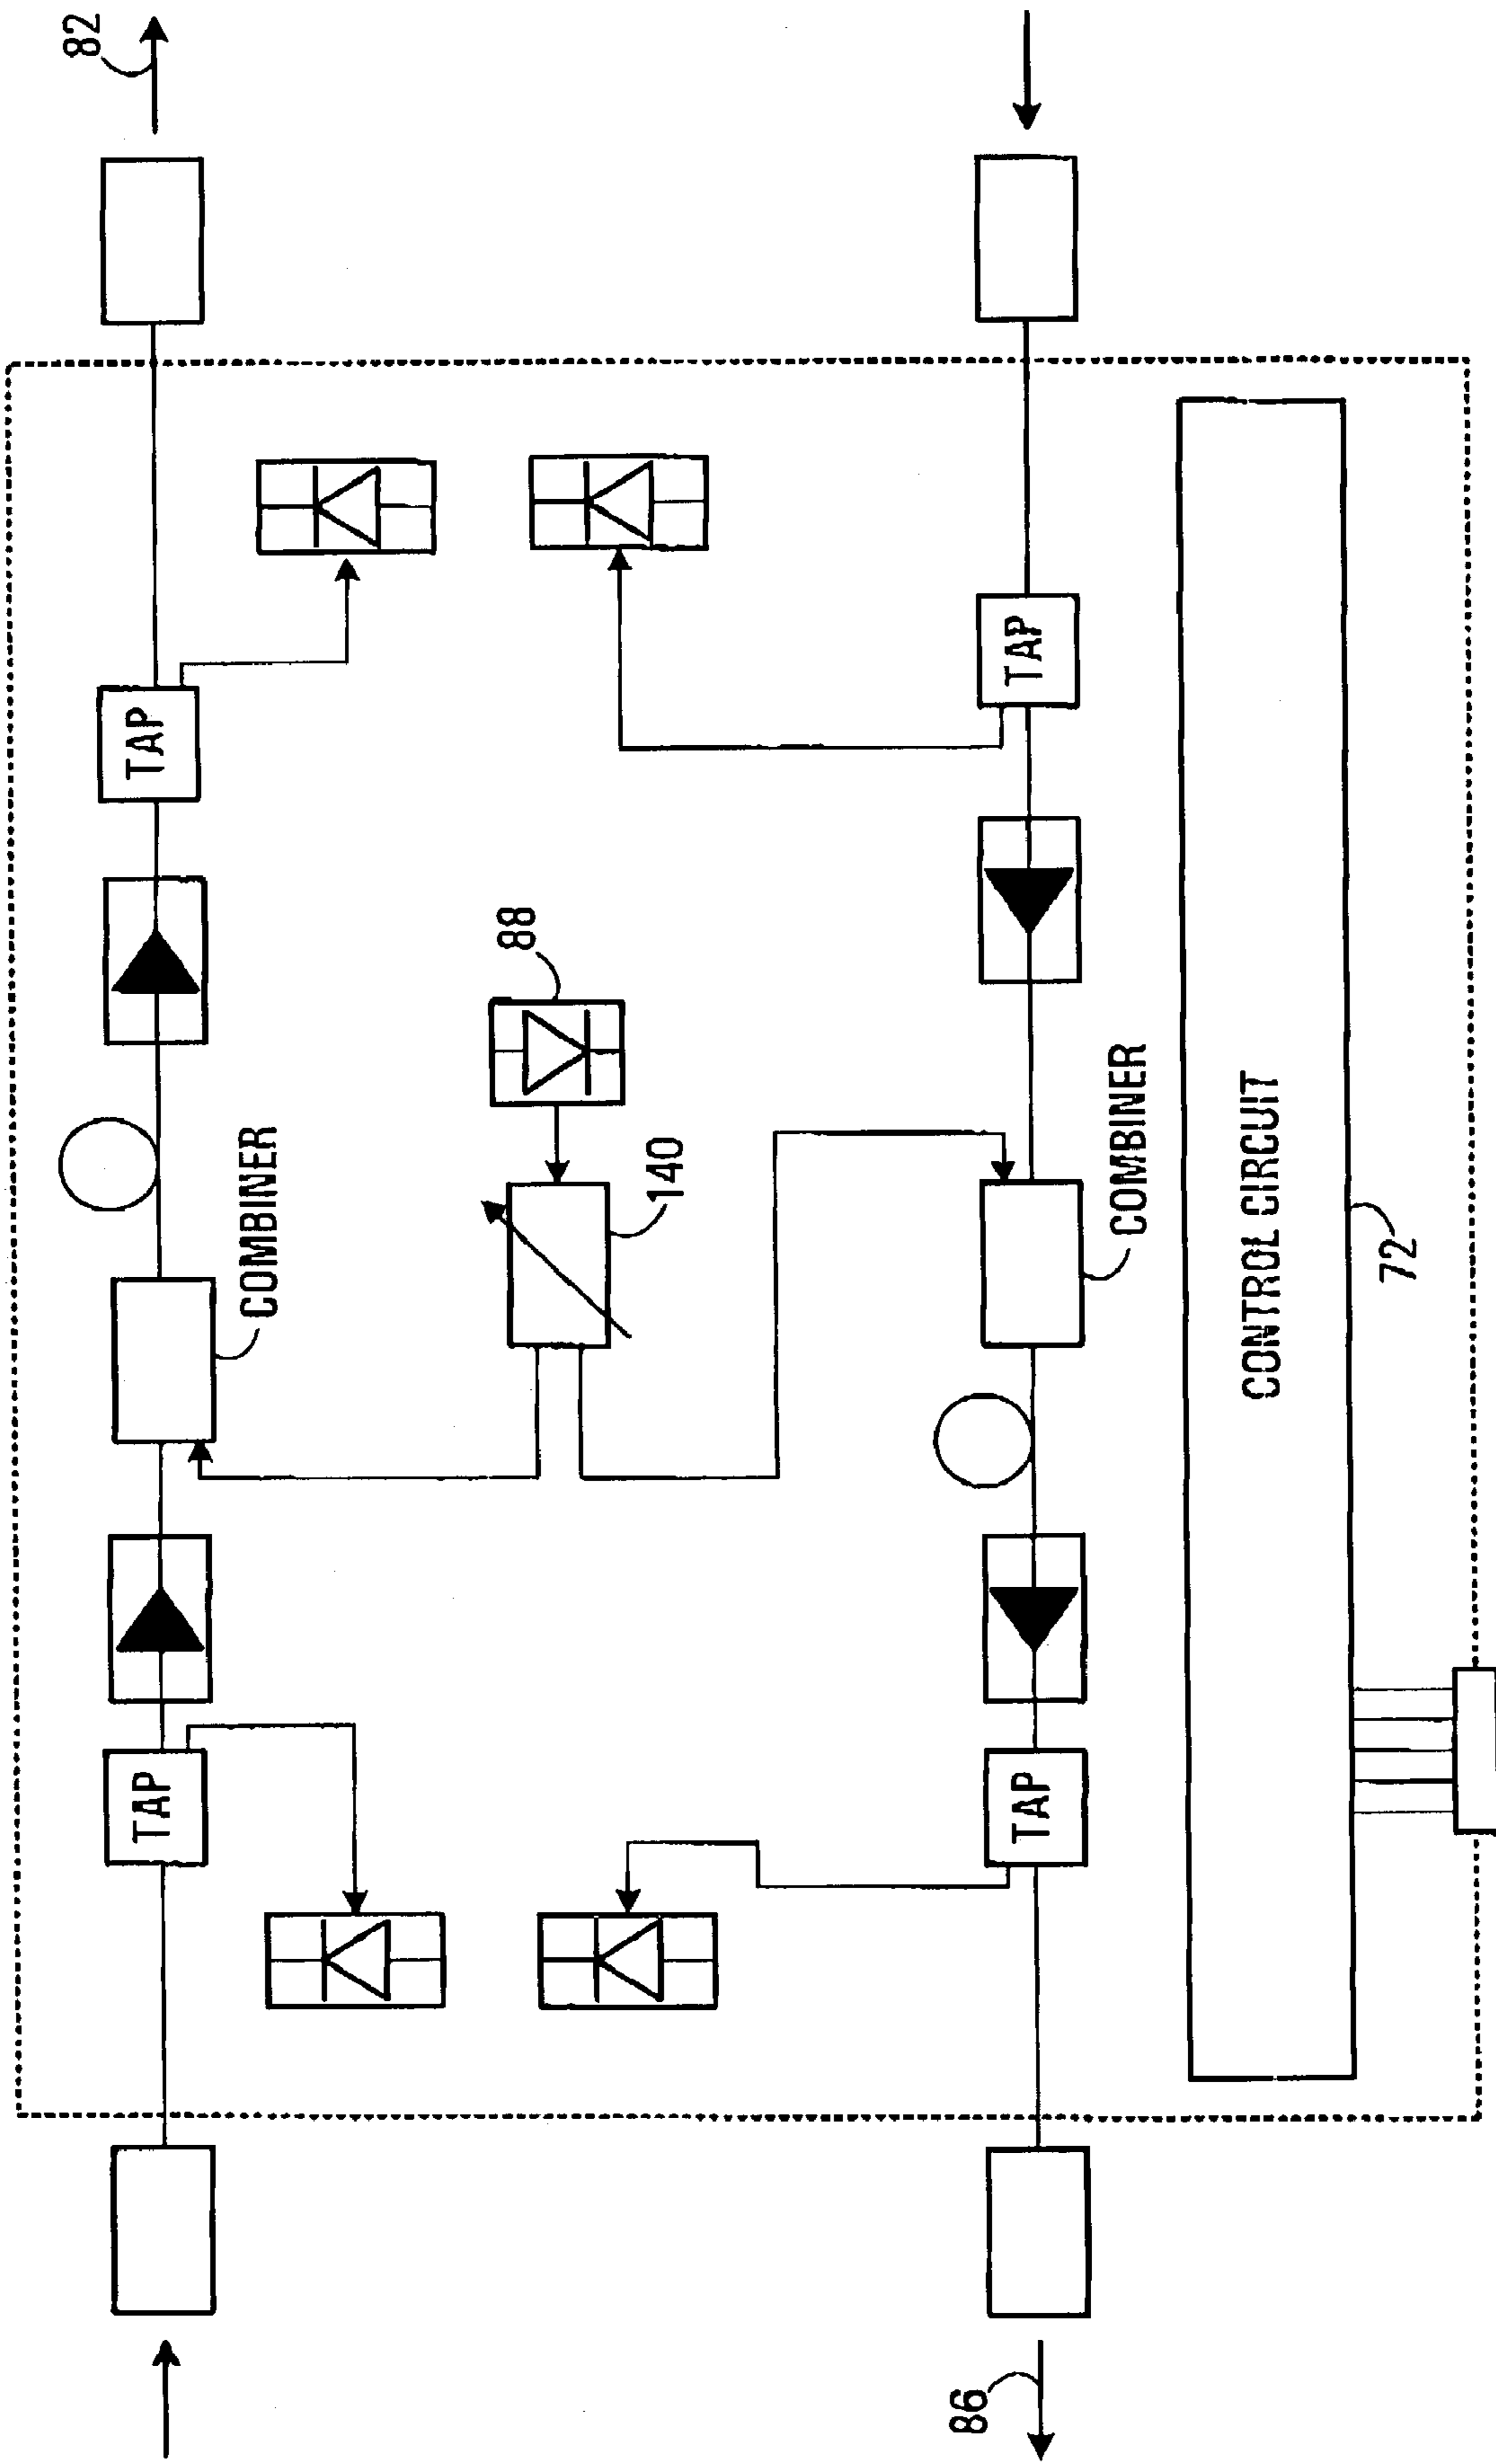 82
TAP
TAP
COMBINER
88
140
TAP
TAP
COMBINER
CONTROL CIRCUIT
72
86